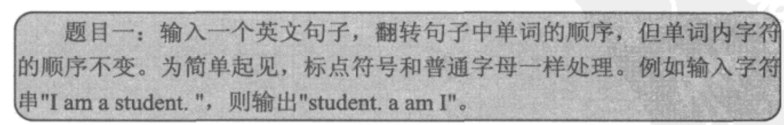 题目一：输入一个英文句子，翻转句子中单词的顺序，但单词内字符
的顺序不变。为简单起见，标点符号和普通字母一样处理。例如输入字符
串"I am a student. "，则输出"student. a am I"。